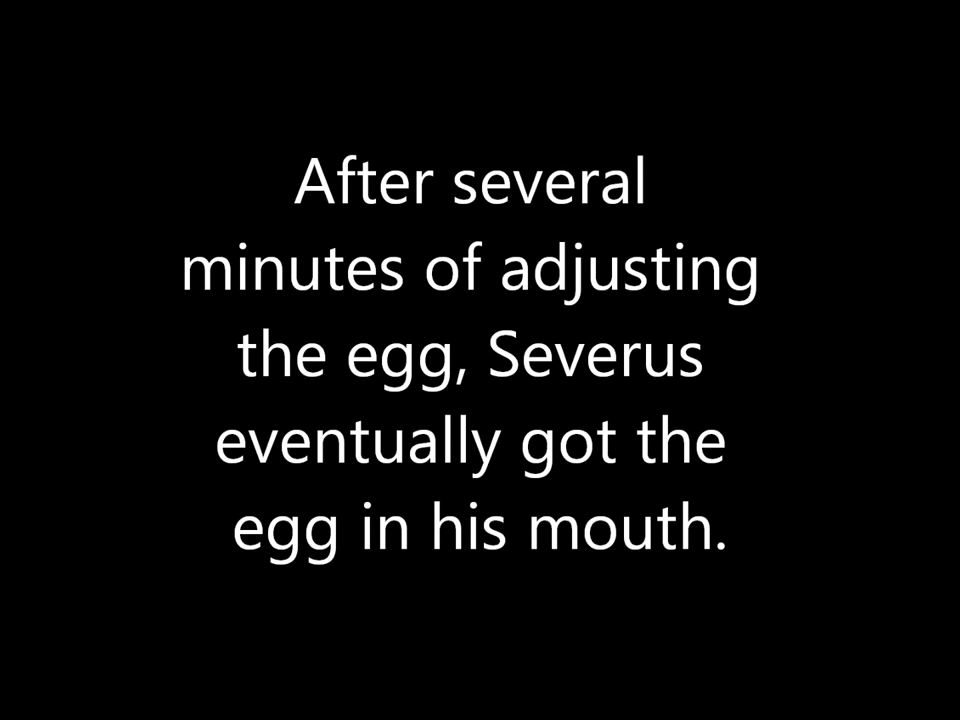 After several
minutes of adjusting
the egg, Severus
eventually got the
egg in his mouth.